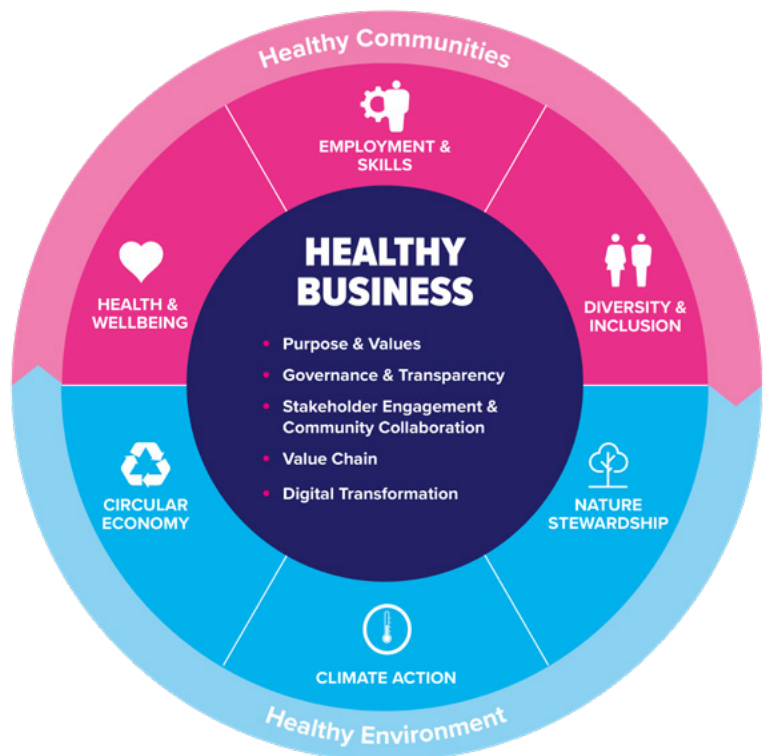 Healthy Communities
EMPLOYMENT &
SKILLS
HEALTH &
WELLBEING
DIVERSITY &
INCLUSION
HEALTHY
BUSINESS
• Purpose & Values
• Governance & Transparency
• Stakeholder Engagement &
Community Collaboration
• Value Chain
• Digital Transformation
CIRCULAR
ECONOMY
NATURE
STEWARDSHIP
CLIMATE ACTION
Healthy Environment